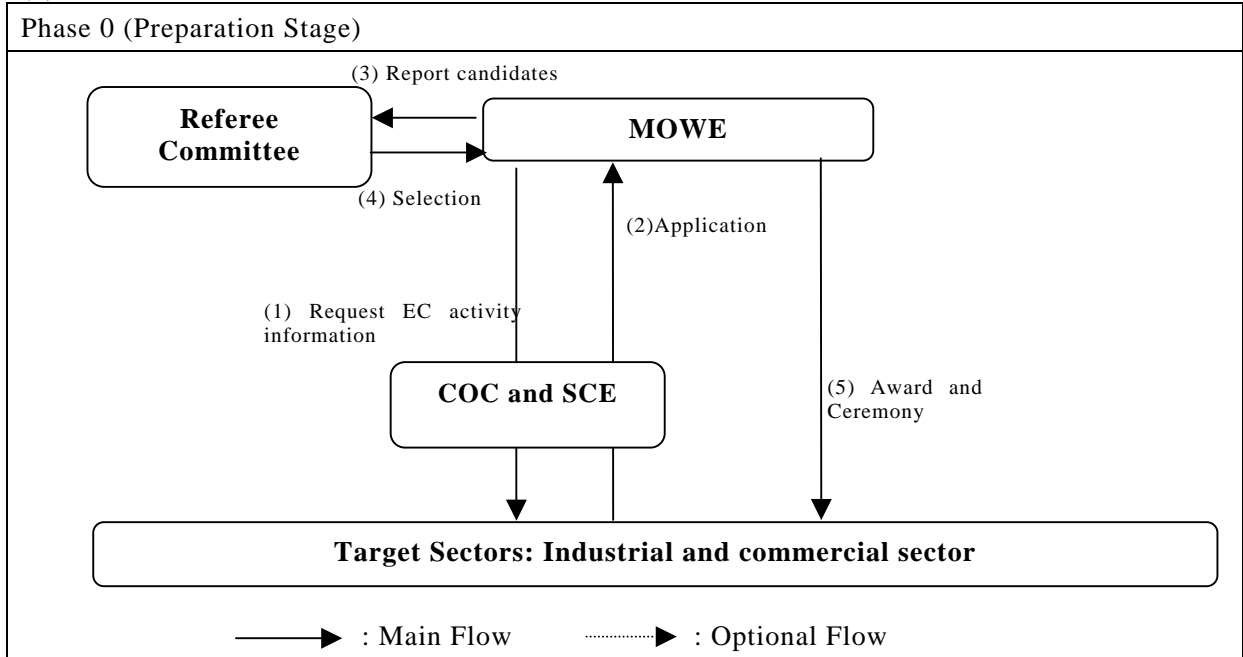 Phase 0 (Preparation Stage)
(3) Report candidates
Referee
Committee
MOWE
(4) Selection
(2)Application
(1) Request EC activity
information
COC and SCE
(5) Award and
Ceremony
Target Sectors: Industrial and commercial sector
: Main Flow
: Optional Flow